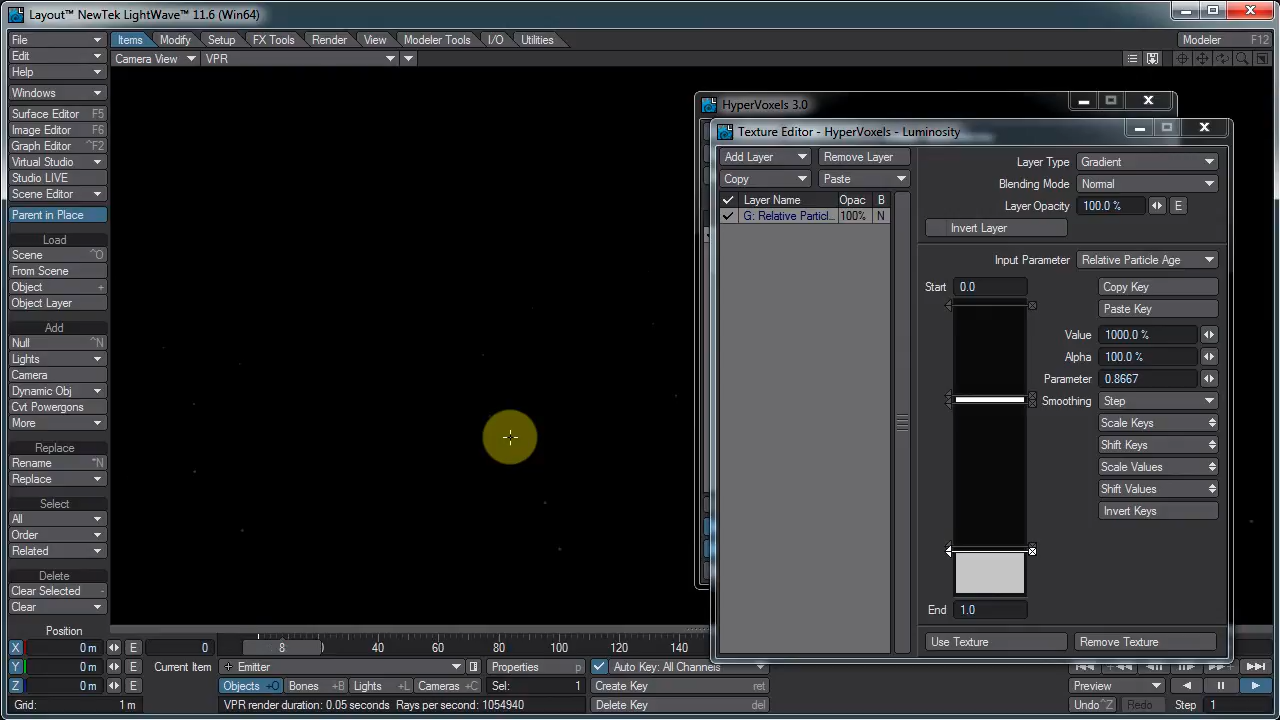 Layout™ NewTek LightWave™ 11.6 (Win64)
File
Items Modify Setup FX Tools Render View Modeler Tools I/O Utilities
Modeler F12
Edit
Camera View VPR
Help
Windows
Surface Editor F5
Image Editor F6
Graph Editor ^F2
Virtual Studio
Studio LIVE
Scene Editor
Parent in Place
Load
Scene ^O
From Scene
Object +
Object Layer
Add
Null ^N
Lights
Camera
Dynamic Obj
Cvt Powergons
More
Replace
Rename
Replace
Select
All
Order
Related
Delete
Clear Selected -
Clear
Position
HyperVoxels 3.0
Texture Editor - HyperVoxels - Luminosity
Add Layer Remove Layer
Copy Paste
Layer Name Opac B
G: Relative Particl... 100% N
Layer Type Gradient
Blending Mode Normal
Layer Opacity 100.0 % E
Invert Layer
Input Parameter Relative Particle Age
Start 0.0
Copy Key
Paste Key
Value 1000.0 %
Alpha 100.0 %
Parameter 0.8667
Smoothing Step
Scale Keys
Shift Keys
Scale Values
Shift Values
Invert Keys
End 1.0
Use Texture Remove Texture
X 0 m E 0 8 40 60 80 100 120 14
Y 0 m E Current Item Emitter Properties p Auto Key: All Channels
Z 0 m E Objects +O Bones +B Lights +L Cameras +C Sel: 1 Create Key ret Preview
Grid: 1 m VPR render duration: 0.05 seconds Rays per second: 1054940 Delete Key del Undo ^Z Redo Step 1